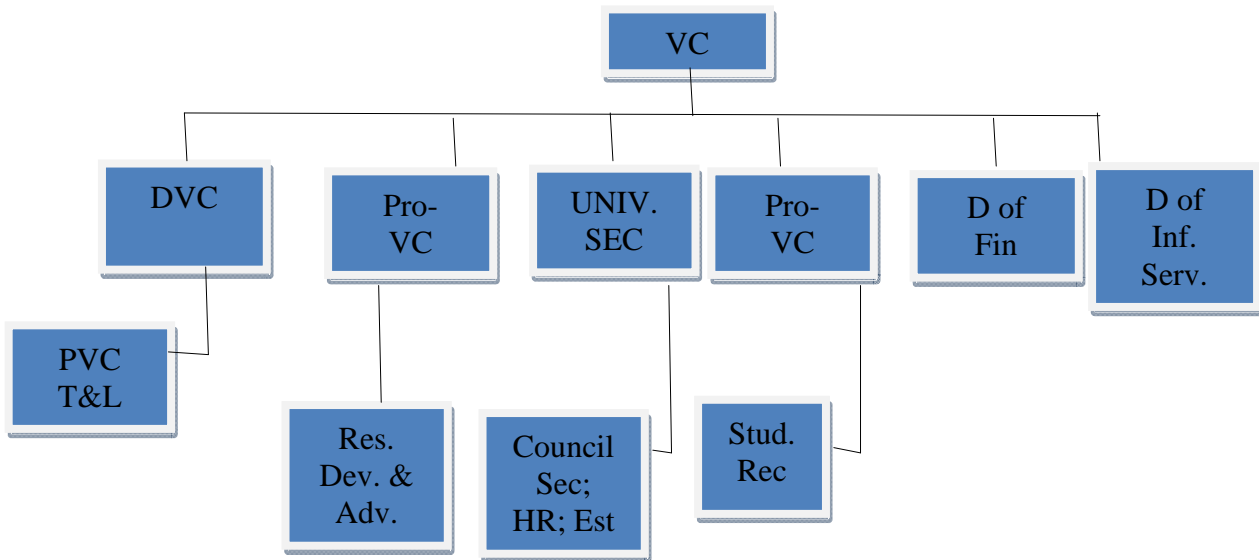 VC
DVC
Pro-
VC
UNIV.
SEC
Pro-
VC
D of
Fin
D of
Inf.
Serv.
PVC
T&L
Res.
Dev. &
Adv.
Council
Sec;
HR; Est
Stud.
Rec